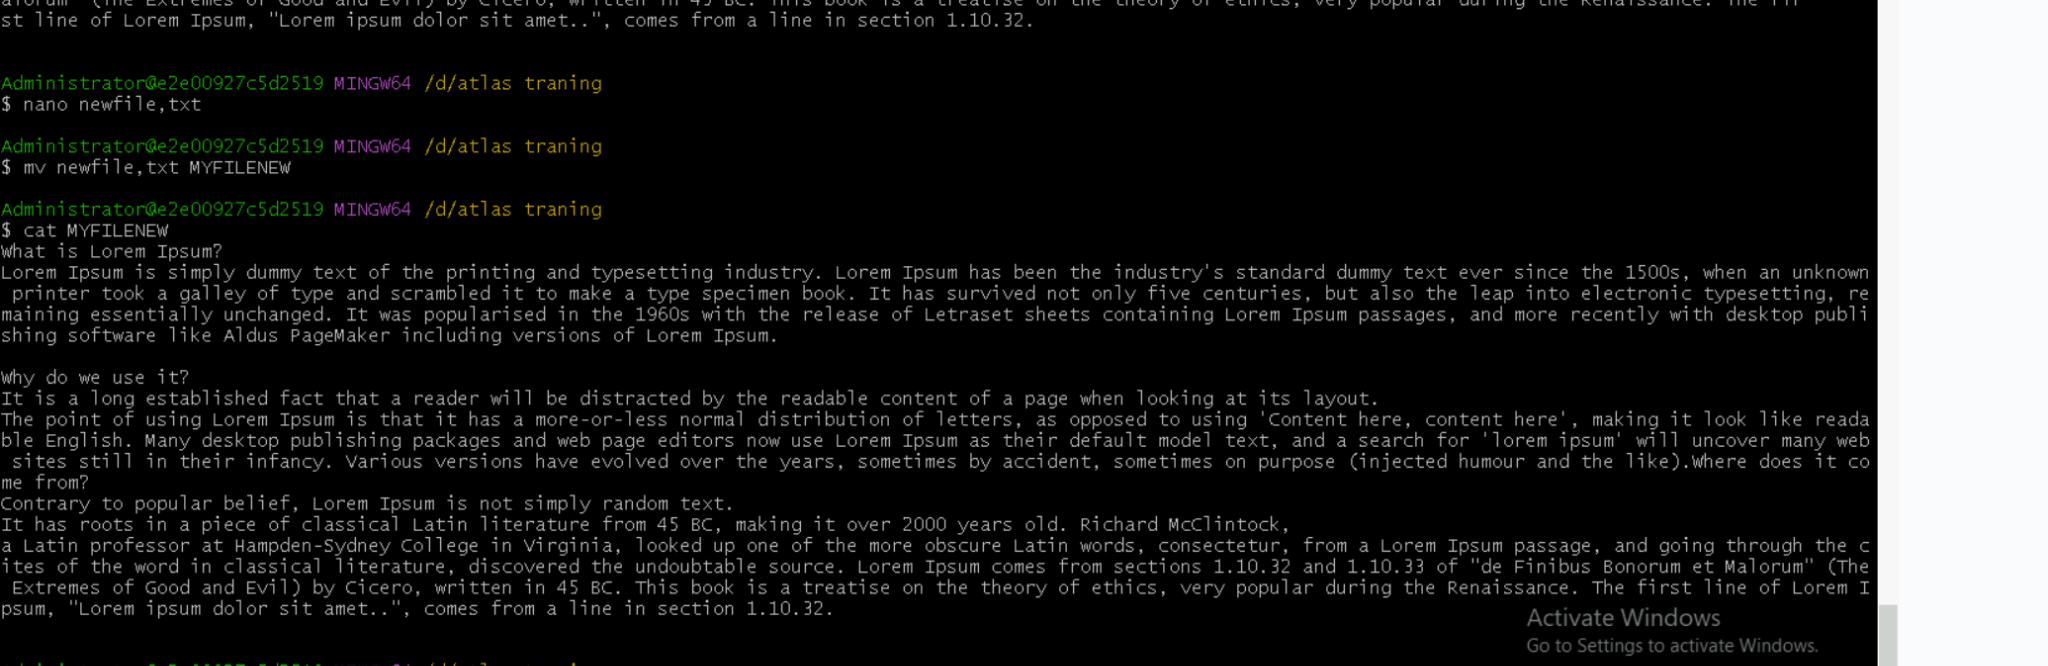 st line of Lorem Ipsum, "Lorem ipsum dolor sit amet..", comes from a line in section 1.10.32.
Administrator@e2e00927c5d2519 MINGW64 /d/atlas traning
$ nano newfile,txt
Administrator@e2e00927c5d2519 MINGW64 /d/atlas traning
$ mv newfile,txt MYFILENEW
Administrator@e2e00927c5d2519 MINGW64 /d/atlas traning
$ cat MYFILENEW
What is Lorem Ipsum?
Lorem Ipsum is simply dummy text of the printing and typesetting industry. Lorem Ipsum has been the industry's standard dummy text ever since the 1500s, when an unknown
 printer took a galley of type and scrambled it to make a type specimen book. It has survived not only five centuries, but also the leap into electronic typesetting, re
maining essentially unchanged. It was popularised in the 1960s with the release of Letraset sheets containing Lorem Ipsum passages, and more recently with desktop publi
shing software like Aldus PageMaker including versions of Lorem Ipsum.
Why do we use it?
It is a long established fact that a reader will be distracted by the readable content of a page when looking at its layout.
The point of using Lorem Ipsum is that it has a more-or-less normal distribution of letters, as opposed to using 'Content here, content here', making it look like reada
ble English. Many desktop publishing packages and web page editors now use Lorem Ipsum as their default model text, and a search for 'lorem ipsum' will uncover many web
 sites still in their infancy. Various versions have evolved over the years, sometimes by accident, sometimes on purpose (injected humour and the like).Where does it co
me from?
Contrary to popular belief, Lorem Ipsum is not simply random text.
It has roots in a piece of classical Latin literature from 45 BC, making it over 2000 years old. Richard McClintock,
a Latin professor at Hampden-Sydney College in Virginia, looked up one of the more obscure Latin words, consectetur, from a Lorem Ipsum passage, and going through the c
ites of the word in classical literature, discovered the undoubtable source. Lorem Ipsum comes from sections 1.10.32 and 1.10.33 of "de Finibus Bonorum et Malorum" (The
 Extremes of Good and Evil) by Cicero, written in 45 BC. This book is a treatise on the theory of ethics, very popular during the Renaissance. The first line of Lorem I
psum, "Lorem ipsum dolor sit amet..", comes from a line in section 1.10.32.
Activate Windows
Go to Settings to activate Windows.